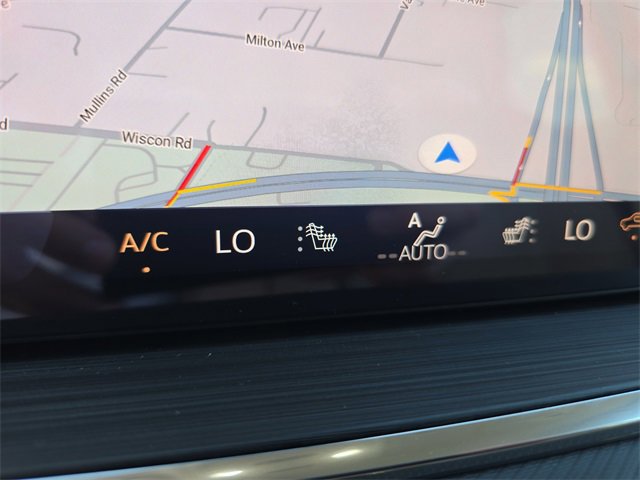 Milton Ave
Mullins Rd
Wiscon Rd
A/C
LO
A
--AUTO--
LO